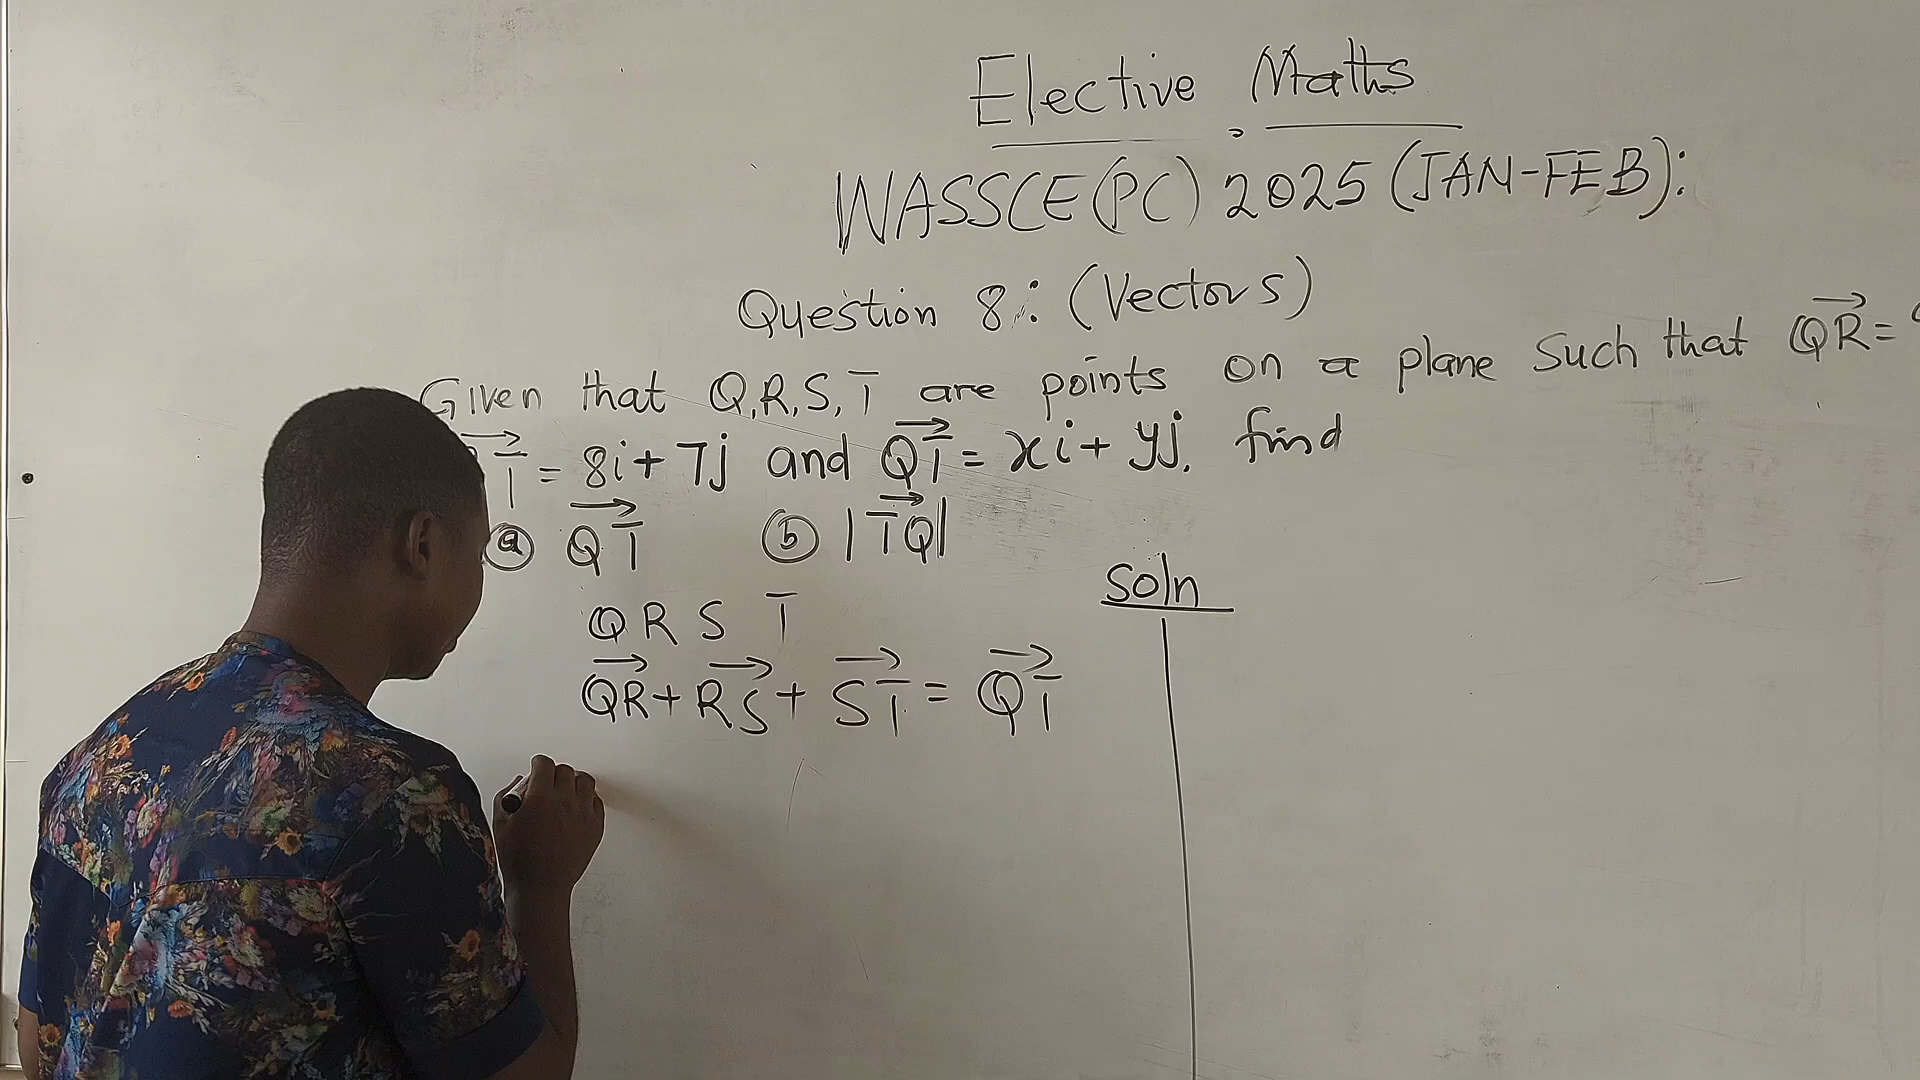 Elective Maths
WASSCE(PC) 2025 (JAN-FEB):
Question 8: (Vectors)
Given that Q,R,S,T are points on a plane such that QR⃗ =
T⃗ = 8i + 7j and QT⃗ = xi + yj, find
(a) QT⃗ (b) |TQ⃗|
Soln
Q R S T
QR⃗ + RS⃗ + ST⃗ = QT⃗